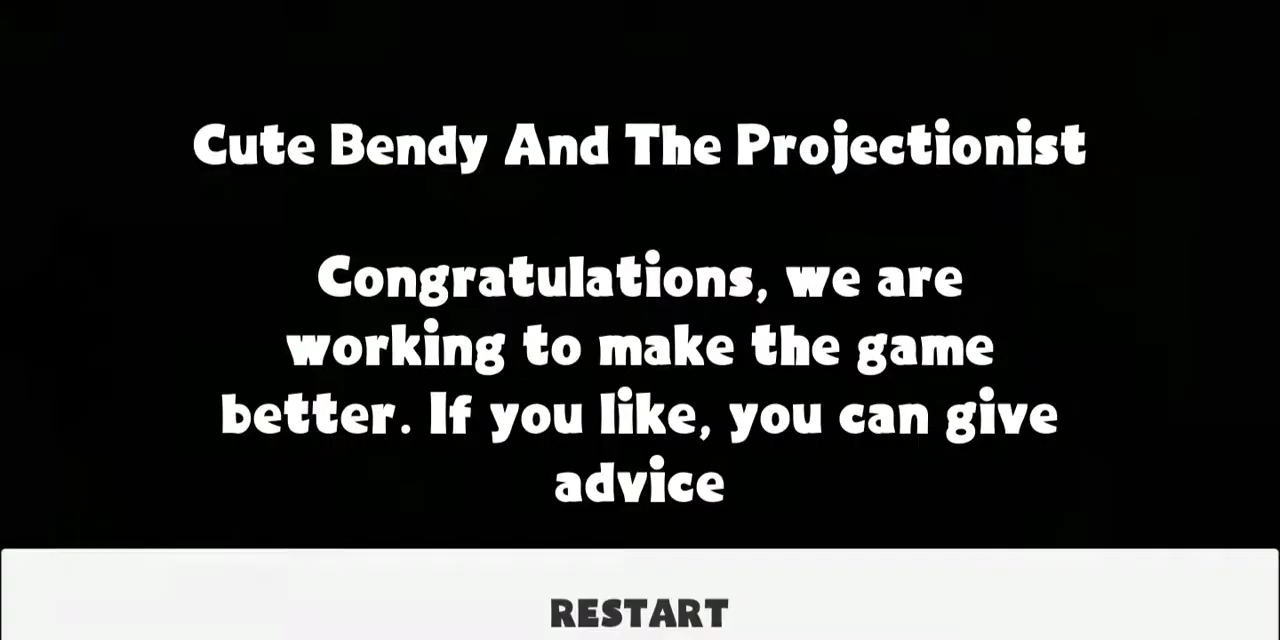 Cute Bendy And The Projectionist
Congratulations, we are
working to make the game
better. If you like, you can give
advice
RESTART